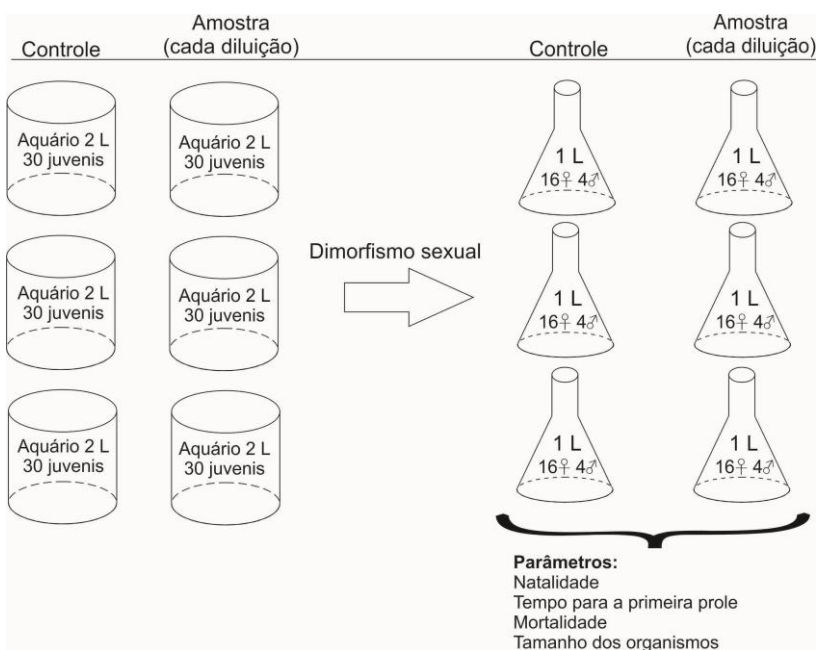 Controle
Amostra
(cada diluição)
Controle
Amostra
(cada diluição)
Aquário 2 L
30 juvenis
Aquário 2 L
30 juvenis
1 L
16♀ 4♂
1 L
16♀ 4♂
Dimorfismo sexual
Aquário 2 L
30 juvenis
Aquário 2 L
30 juvenis
1 L
16♀ 4♂
1 L
16♀ 4♂
Aquário 2 L
30 juvenis
Aquário 2 L
30 juvenis
1 L
16♀ 4♂
1 L
16♀ 4♂
Parâmetros:
Natalidade
Tempo para a primeira prole
Mortalidade
Tamanho dos organismos